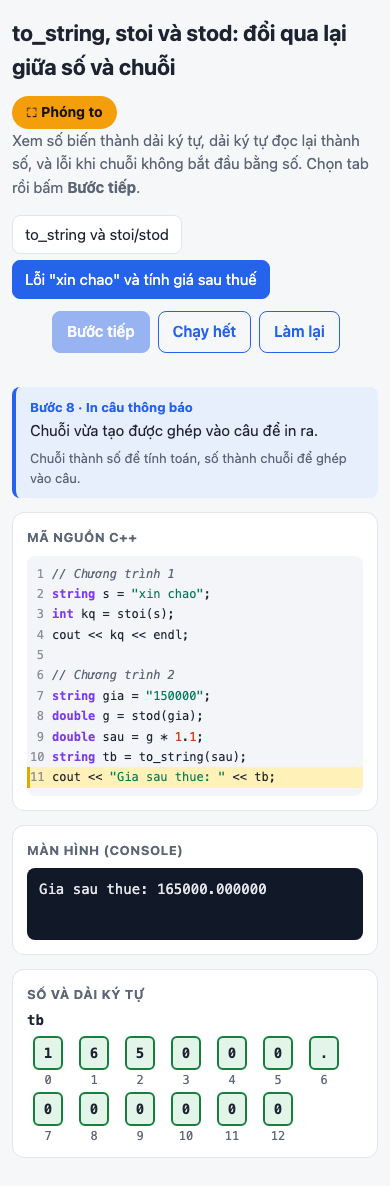 to_string, stoi và stod: đổi qua lại
giữa số và chuỗi
Phóng to
Xem số biến thành dải ký tự, dải ký tự đọc lại thành
số, và lỗi khi chuỗi không bắt đầu bằng số. Chọn tab
rồi bấm Bước tiếp.
to_string và stoi/stod
Lỗi "xin chao" và tính giá sau thuế
Bước tiếp Chạy hết Làm lại
Bước 8 · In câu thông báo
Chuỗi vừa tạo được ghép vào câu để in ra.
Chuỗi thành số để tính toán, số thành chuỗi để ghép
vào câu.
MÃ NGUỒN C++
1 // Chương trình 1
2 string s = "xin chao";
3 int kq = stoi(s);
4 cout << kq << endl;
5
6 // Chương trình 2
7 string gia = "150000";
8 double g = stod(gia);
9 double sau = g * 1.1;
10 string tb = to_string(sau);
11 cout << "Gia sau thue: " << tb;
MÀN HÌNH (CONSOLE)
Gia sau thue: 165000.000000
SỐ VÀ DẢI KÝ TỰ
tb
1 6 5 0 0 0 .
0 1 2 3 4 5 6
0 0 0 0 0 0
7 8 9 10 11 12